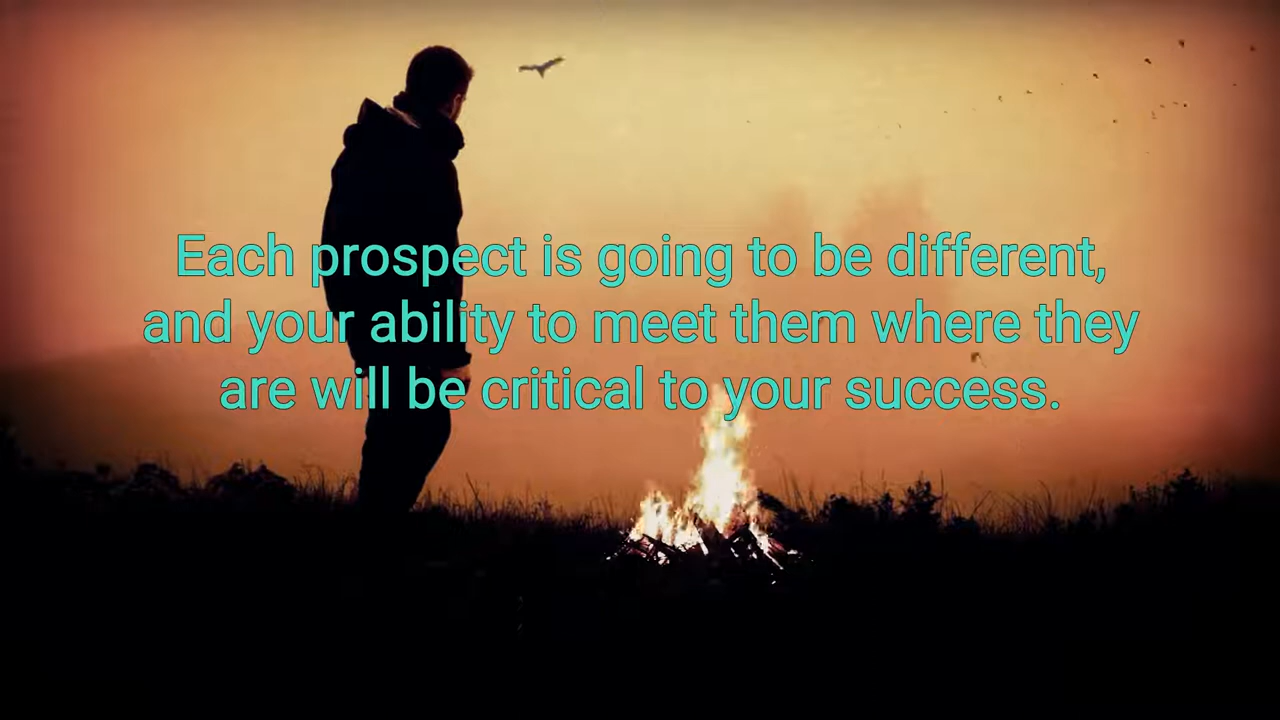 Each prospect is going to be different,
and your ability to meet them where they
are will be critical to your success.